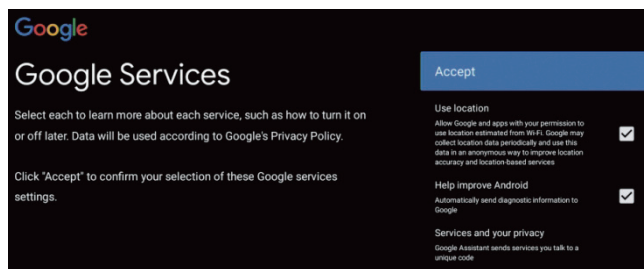 Google
Google Services
Select each to learn more about each service, such as how to turn it on
or off later. Data will be used according to Google's Privacy Policy.
Click "Accept" to confirm your selection of these Google services
settings.
Accept
Use location
Allow Google and apps with your permission to
use location estimated from Wi-Fi. Google may
collect location data periodically and use this
data in an anonymous way to improve location
accuracy and location-based services
Help improve Android
Automatically send diagnostic information to
Google
Services and your privacy
Google Assistant sends services you talk to a
unique code